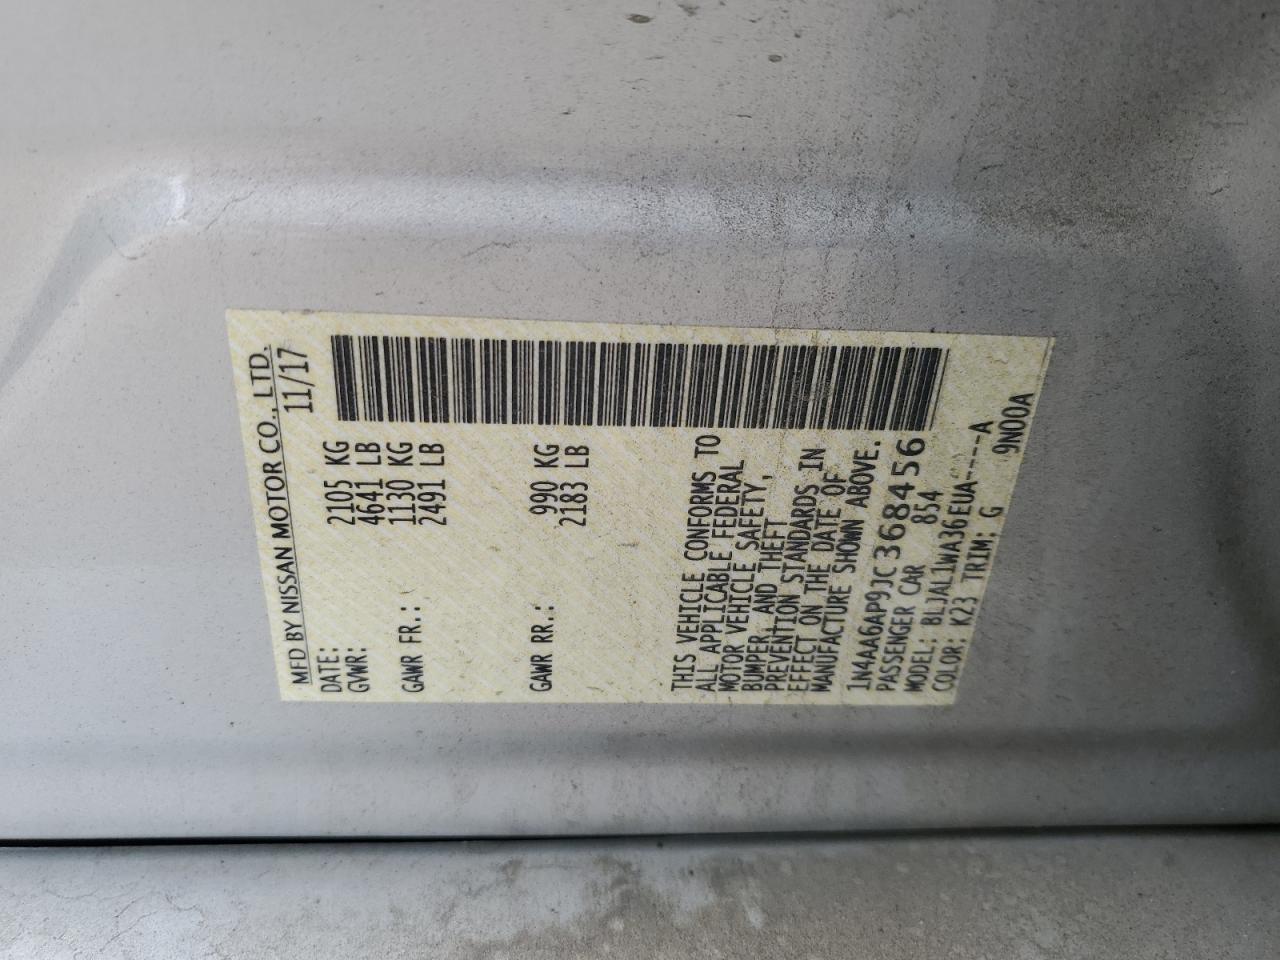 MFD BY NISSAN MOTOR CO., LTD.
DATE: 11/17
GVWR: 2105 KG
4641 LB
GAWR FR.: 1130 KG
2491 LB
GAWR RR.: 990 KG
2183 LB
THIS VEHICLE CONFORMS TO
ALL APPLICABLE FEDERAL
MOTOR VEHICLE SAFETY,
BUMPER, AND THEFT
PREVENTION STANDARDS IN
EFFECT ON THE DATE OF
MANUFACTURE SHOWN ABOVE.
1N4AA6AP9JC368456
PASSENGER CAR 854
MODEL: BLJAL1WA36EUA----A
COLOR: K23 TRIM: G 9N00A